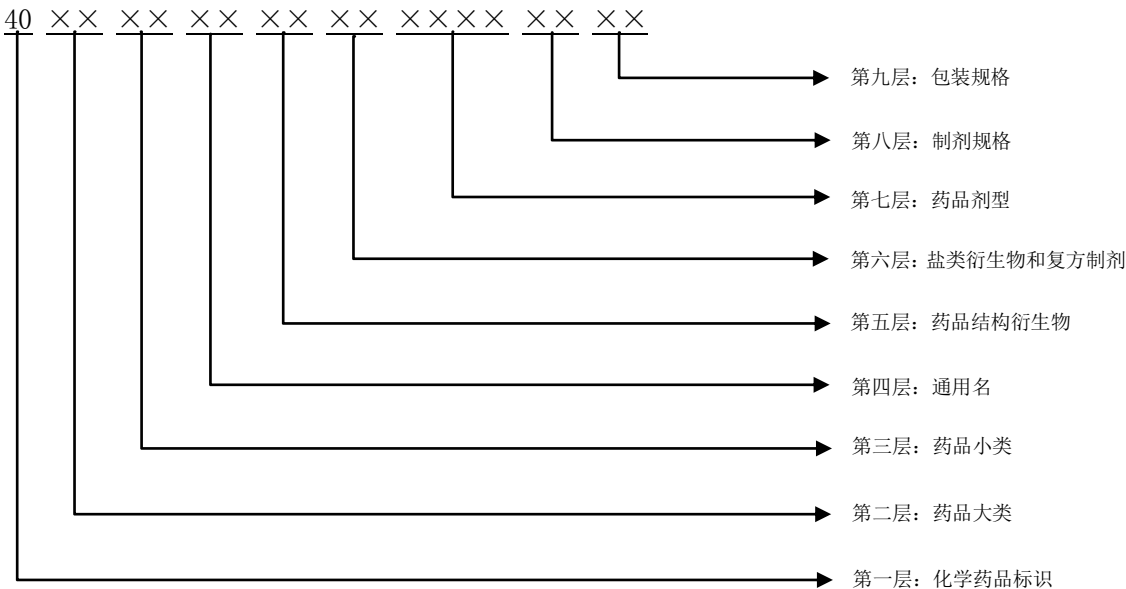 40 ×× ×× ×× ×× ×× ×××× ×× ××
第九层：包装规格
第八层：制剂规格
第七层：药品剂型
第六层：盐类衍生物和复方制剂
第五层：药品结构衍生物
第四层：通用名
第三层：药品小类
第二层：药品大类
第一层：化学药品标识